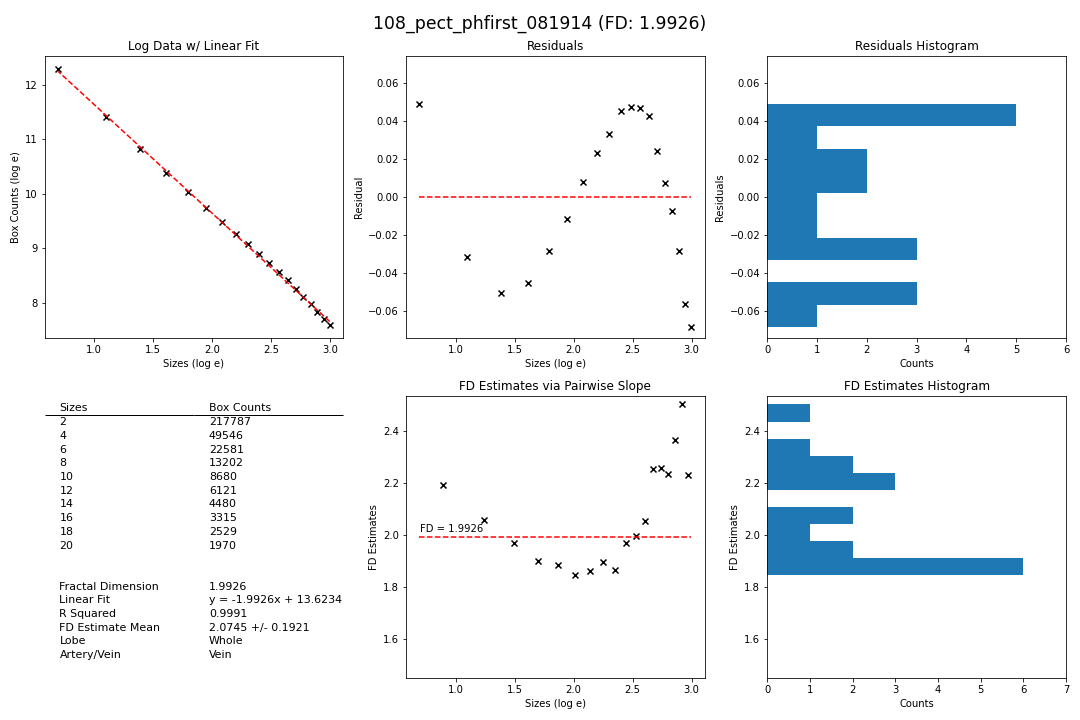 108_pect_phfirst_081914 (FD: 1.9926)
Log Data w/ Linear Fit
12
11
10
9
8
Box Counts (log e)
1.0 1.5 2.0 2.5 3.0
Sizes (log e)
Residuals
0.06
0.04
0.02
0.00
−0.02
−0.04
−0.06
Residual
1.0 1.5 2.0 2.5 3.0
Sizes (log e)
Residuals Histogram
0.06
0.04
0.02
0.00
−0.02
−0.04
−0.06
Residuals
0 1 2 3 4 5 6
Counts
Sizes Box Counts
2 217787
4 49546
6 22581
8 13202
10 8680
12 6121
14 4480
16 3315
18 2529
20 1970
Fractal Dimension 1.9926
Linear Fit y = -1.9926x + 13.6234
R Squared 0.9991
FD Estimate Mean 2.0745 +/- 0.1921
Lobe Whole
Artery/Vein Vein
FD Estimates via Pairwise Slope
2.4
2.2
2.0
1.8
1.6
FD Estimates
FD = 1.9926
1.0 1.5 2.0 2.5 3.0
Sizes (log e)
FD Estimates Histogram
2.4
2.2
2.0
1.8
1.6
FD Estimates
0 1 2 3 4 5 6 7
Counts